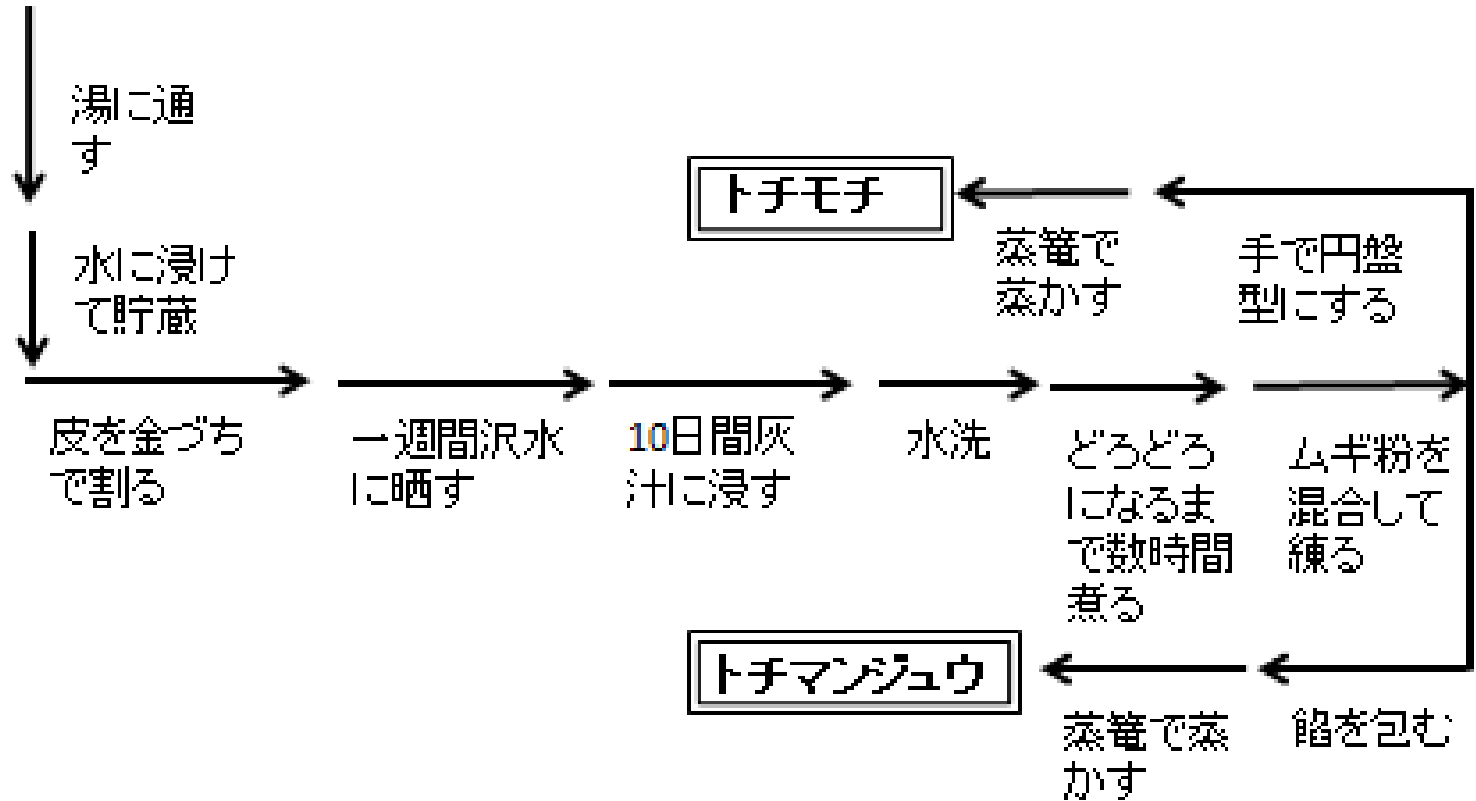 湯に通
す
水に浸け
て貯蔵
皮を金づち
で割る
一週間沢水
に晒す
10日間灰
汁に浸す
水洗
どろどろ
になるま
で数時間
煮る
ムギ粉を
混合して
練る
手で円盤
型にする
蒸篭で
蒸かす
トチモチ
餡を包む
蒸篭で蒸
かす
トチマンジュウ